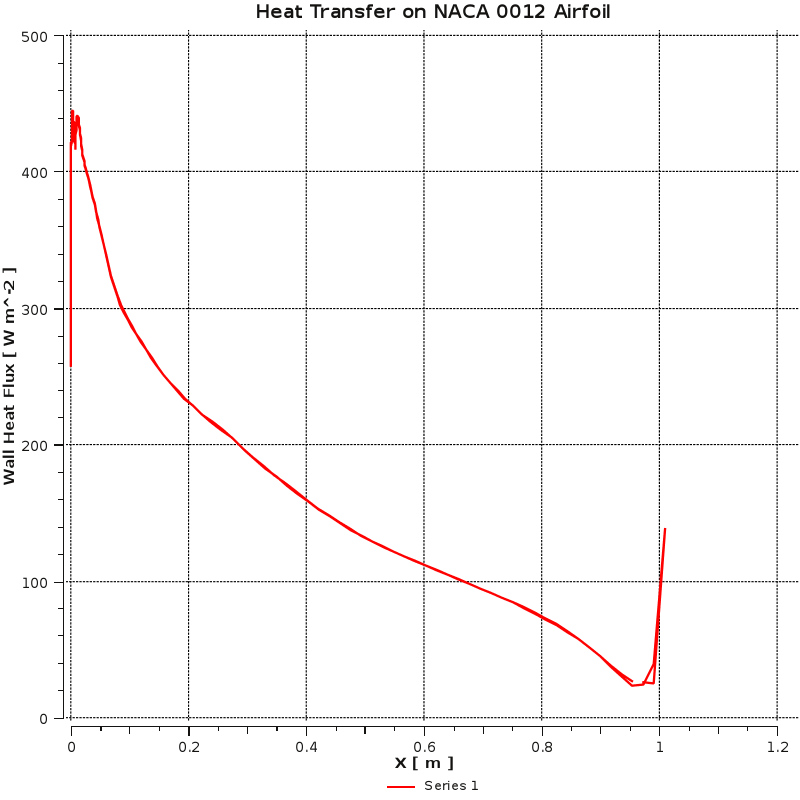 Heat Transfer on NACA 0012 Airfoil
500
400
300
200
100
0
Wall Heat Flux [ W m^-2 ]
0 0.2 0.4 0.6 0.8 1 1.2
X [ m ]
Series 1